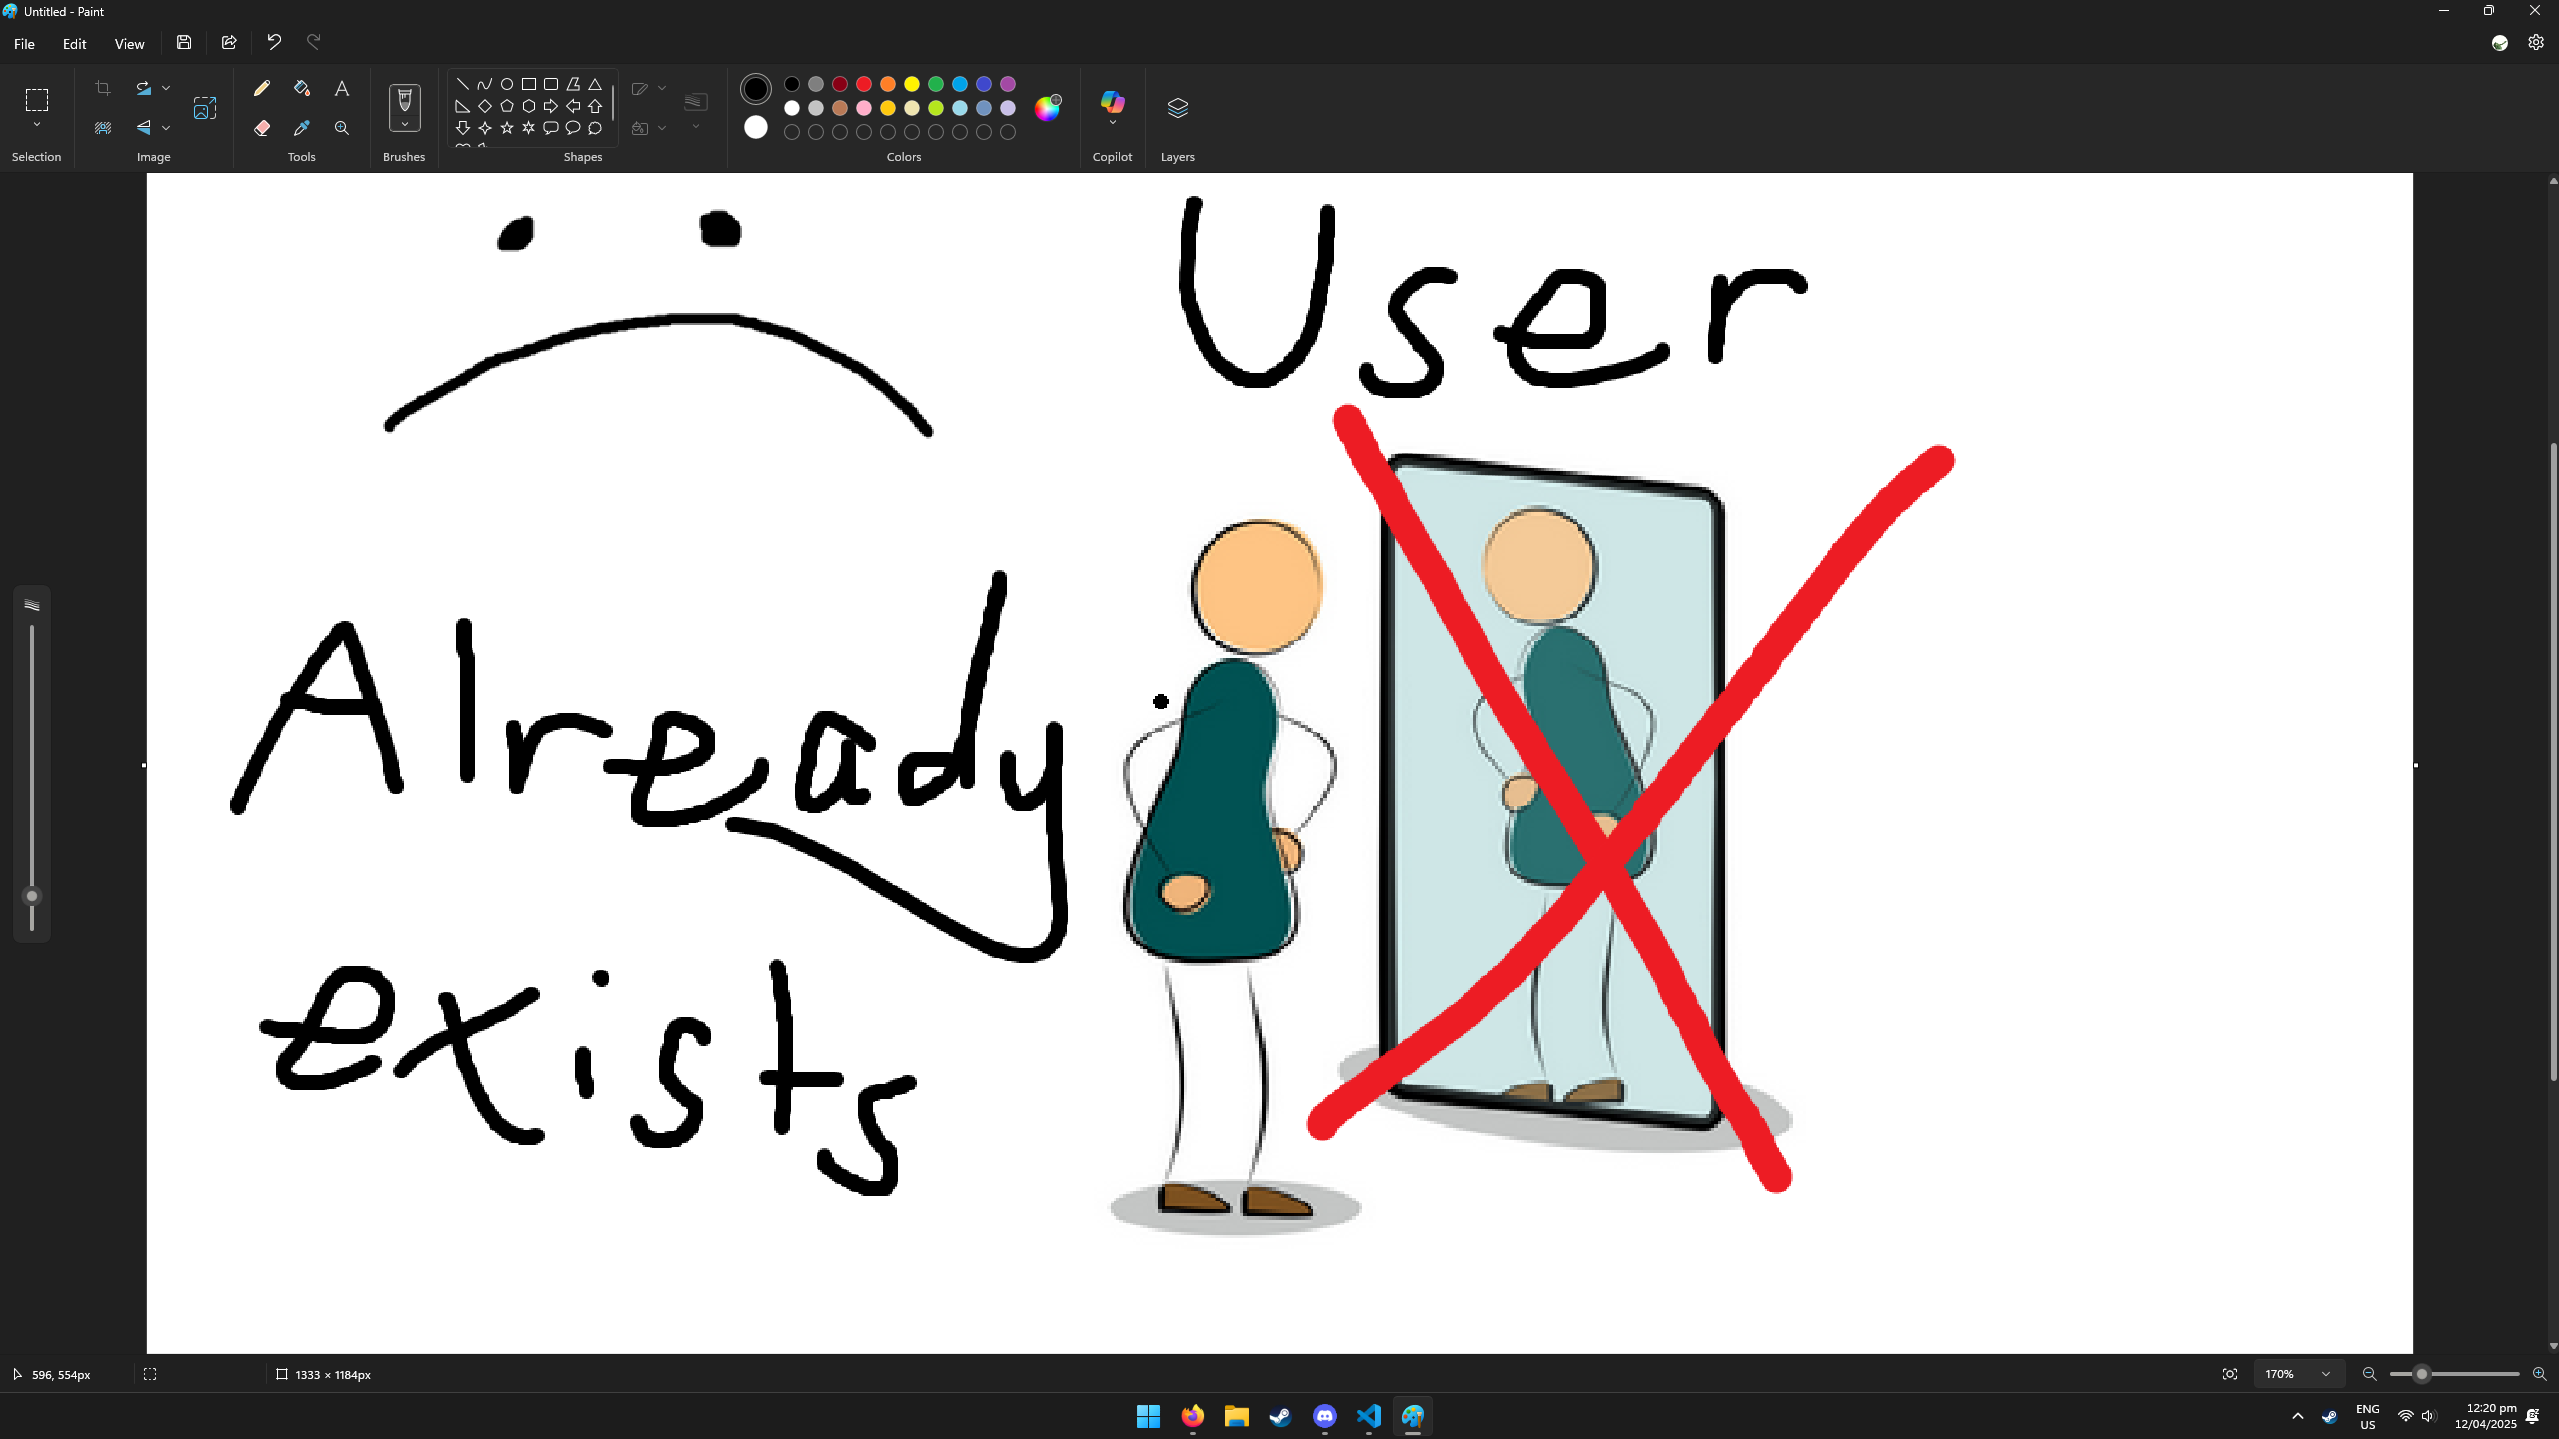 Untitled - Paint
File Edit View
Selection Image Tools Brushes Shapes Colors Copilot Layers
User
Already
exists
596, 554px 1333 × 1184px 170%
ENG 12:20 pm
US 12/04/2025